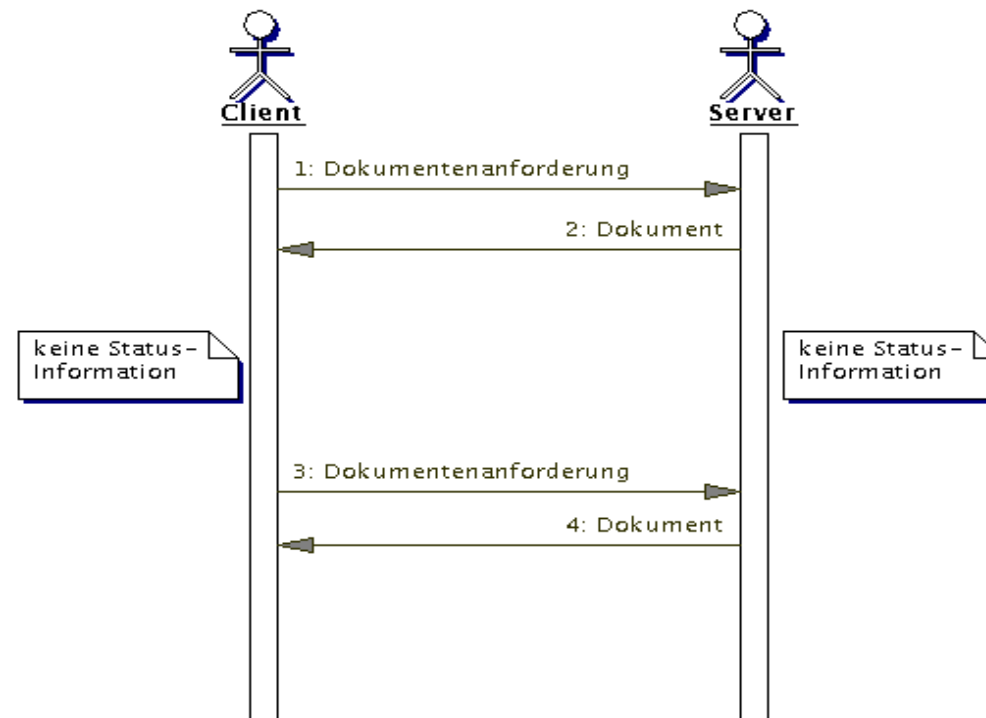 Client
Server
1: Dokumentenanforderung
2: Dokument
keine Status-
Information
keine Status-
Information
3: Dokumentenanforderung
4: Dokument